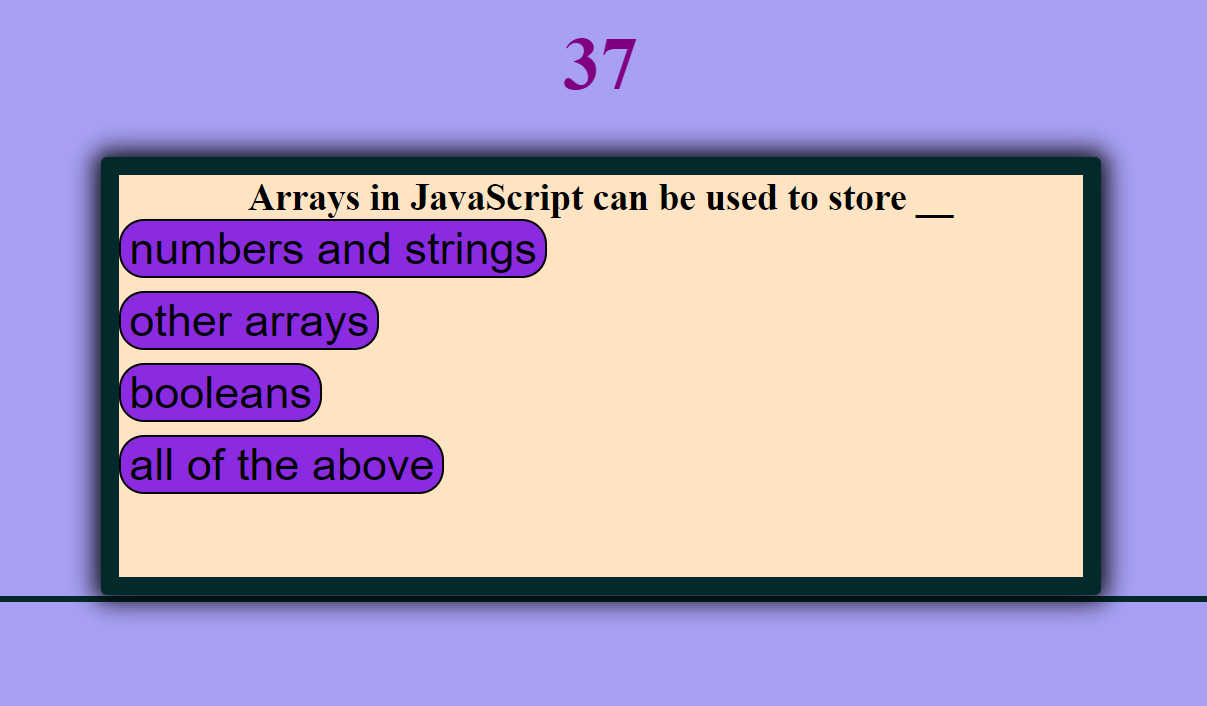 37
Arrays in JavaScript can be used to store __
numbers and strings
other arrays
booleans
all of the above